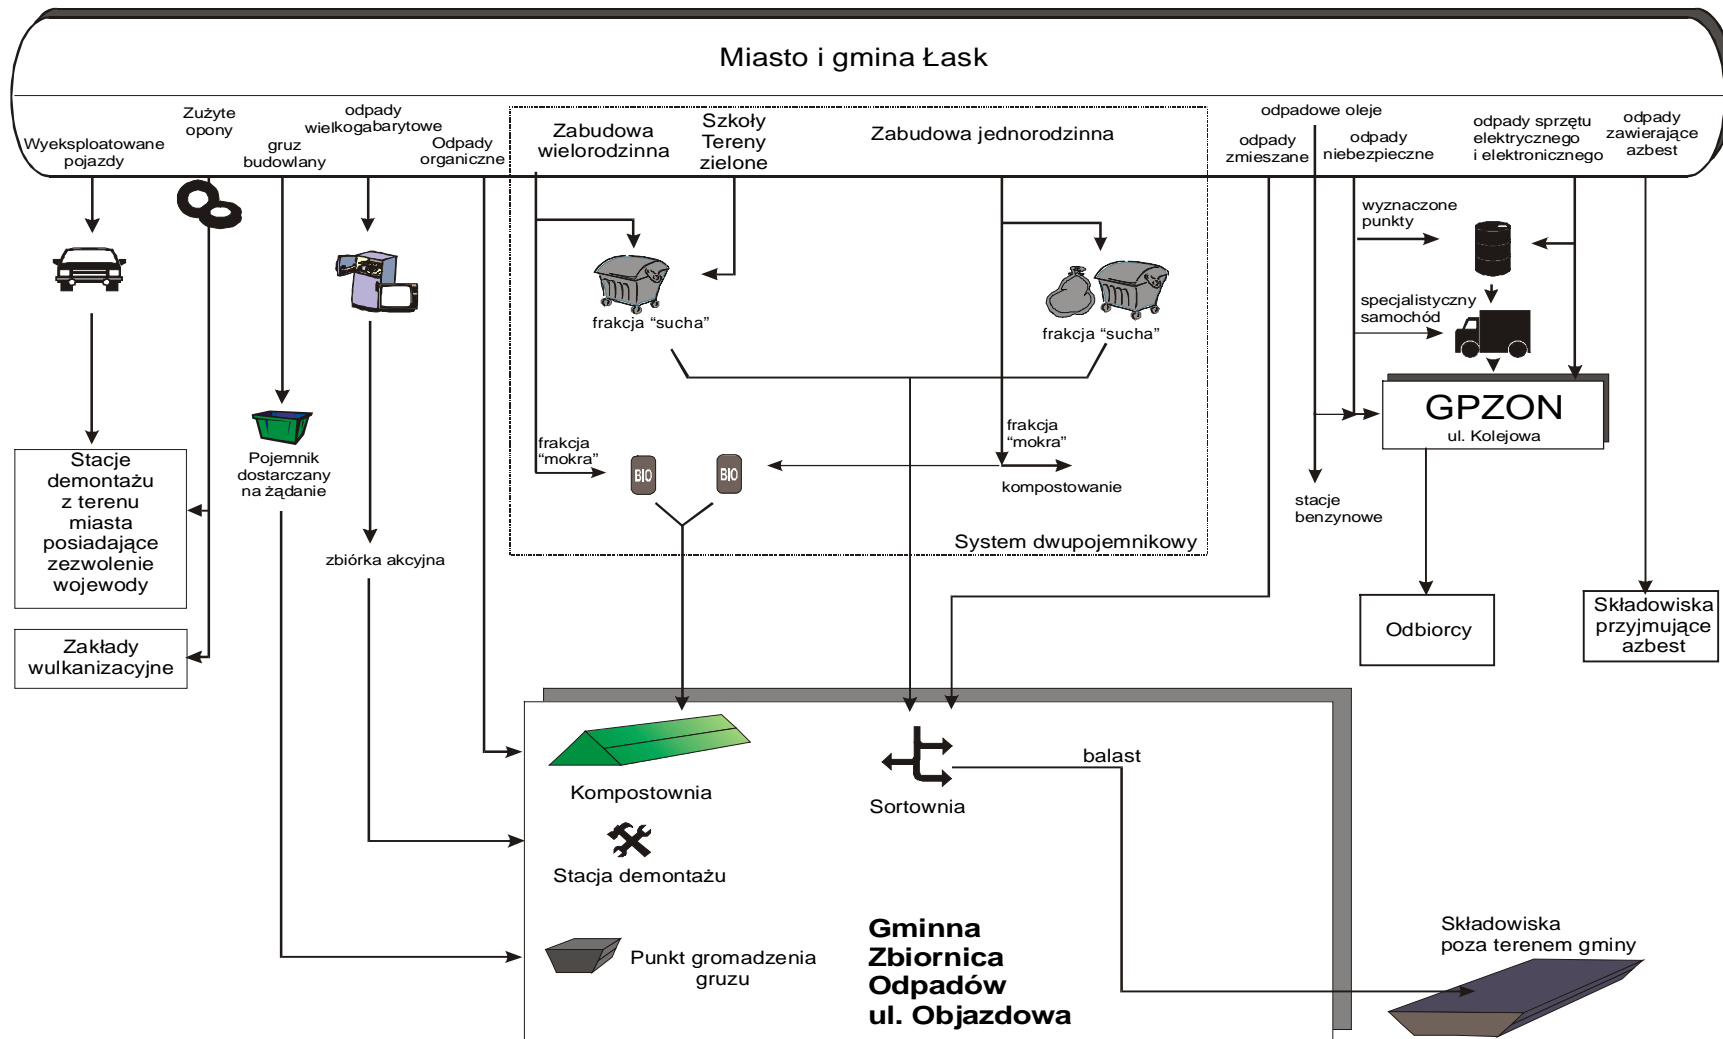 Miasto i gmina Łask
Wyeksploatowane
pojazdy
Zużyte
opony
gruz
budowlany
odpady
wielkogabarytowe
Odpady
organiczne
Zabudowa
wielorodzinna
Szkoły
Tereny
zielone
Zabudowa jednorodzinna
odpady
zmieszane
odpadowe oleje
odpady
niebezpieczne
odpady sprzętu
elektrycznego
i elektronicznego
odpady
zawierające
azbest
wyznaczone
punkty
specjalistyczny
samochód
frakcja “sucha”
frakcja “sucha”
GPZON
ul. Kolejowa
Stacje
demontażu
z terenu
miasta
posiadające
zezwolenie
wojewody
Pojemnik
dostarczany
na żądanie
frakcja
“mokra”
BIO
BIO
frakcja
“mokra”
kompostowanie
stacje
benzynowe
System dwupojemnikowy
zbiórka akcyjna
Zakłady
wulkanizacyjne
Odbiorcy
Składowiska
przyjmujące
azbest
Kompostownia
Sortownia
balast
Stacja demontażu
Punkt gromadzenia
gruzu
Gminna
Zbiornica
Odpadów
ul. Objazdowa
Składowiska
poza terenem gminy